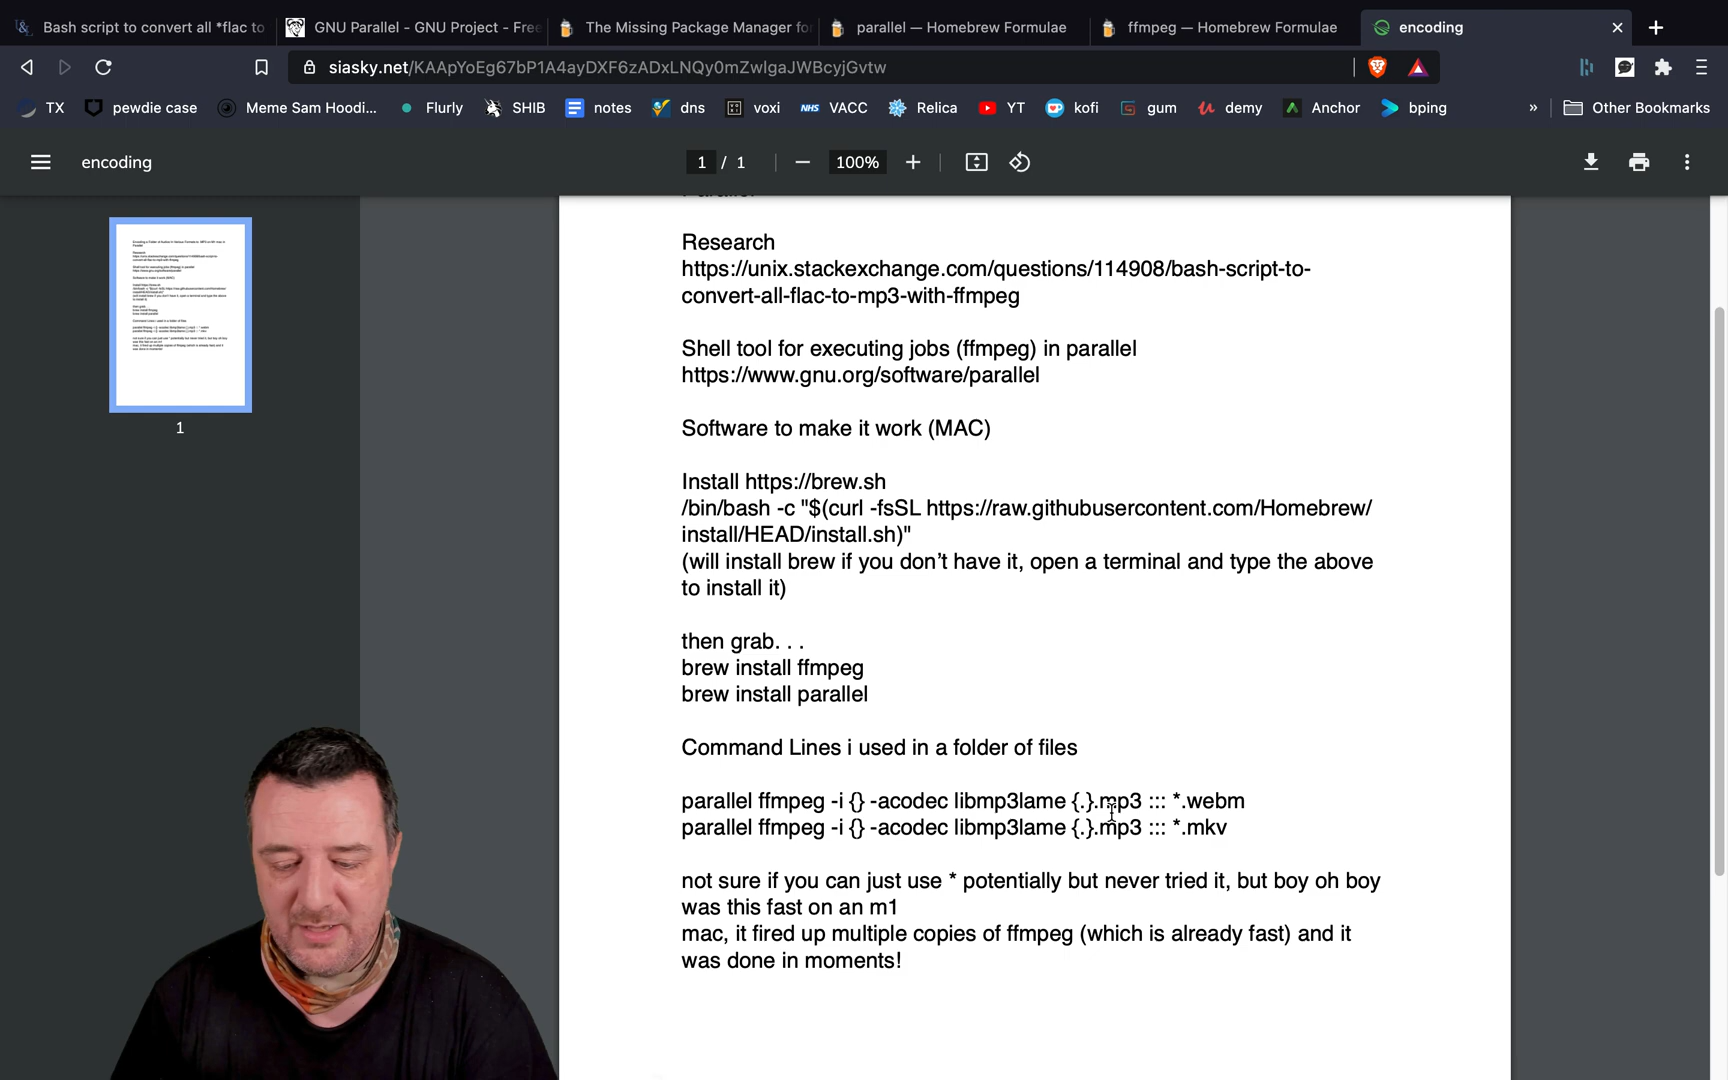 Bash script to convert all *flac to
GNU Parallel - GNU Project - Free
The Missing Package Manager for
parallel — Homebrew Formulae
ffmpeg — Homebrew Formulae
encoding
siasky.net/KAApYoEg67bP1A4ayDXF6zADxLNQy0mZwlgaJWBcyjGvtw
TX
pewdie case
Meme Sam Hoodi...
Flurly
SHIB
notes
dns
voxi
NHS VACC
Relica
YT
kofi
gum
demy
Anchor
bping
»
Other Bookmarks
encoding
1 / 1
100%
Research
https://unix.stackexchange.com/questions/114908/bash-script-to-
convert-all-flac-to-mp3-with-ffmpeg
Shell tool for executing jobs (ffmpeg) in parallel
https://www.gnu.org/software/parallel
Software to make it work (MAC)
Install https://brew.sh
/bin/bash -c "$(curl -fsSL https://raw.githubusercontent.com/Homebrew/
install/HEAD/install.sh)"
(will install brew if you don’t have it, open a terminal and type the above
to install it)
then grab. . .
brew install ffmpeg
brew install parallel
Command Lines i used in a folder of files
parallel ffmpeg -i {} -acodec libmp3lame {.}.mp3 ::: *.webm
parallel ffmpeg -i {} -acodec libmp3lame {.}.mp3 ::: *.mkv
not sure if you can just use * potentially but never tried it, but boy oh boy
was this fast on an m1
mac, it fired up multiple copies of ffmpeg (which is already fast) and it
was done in moments!
1